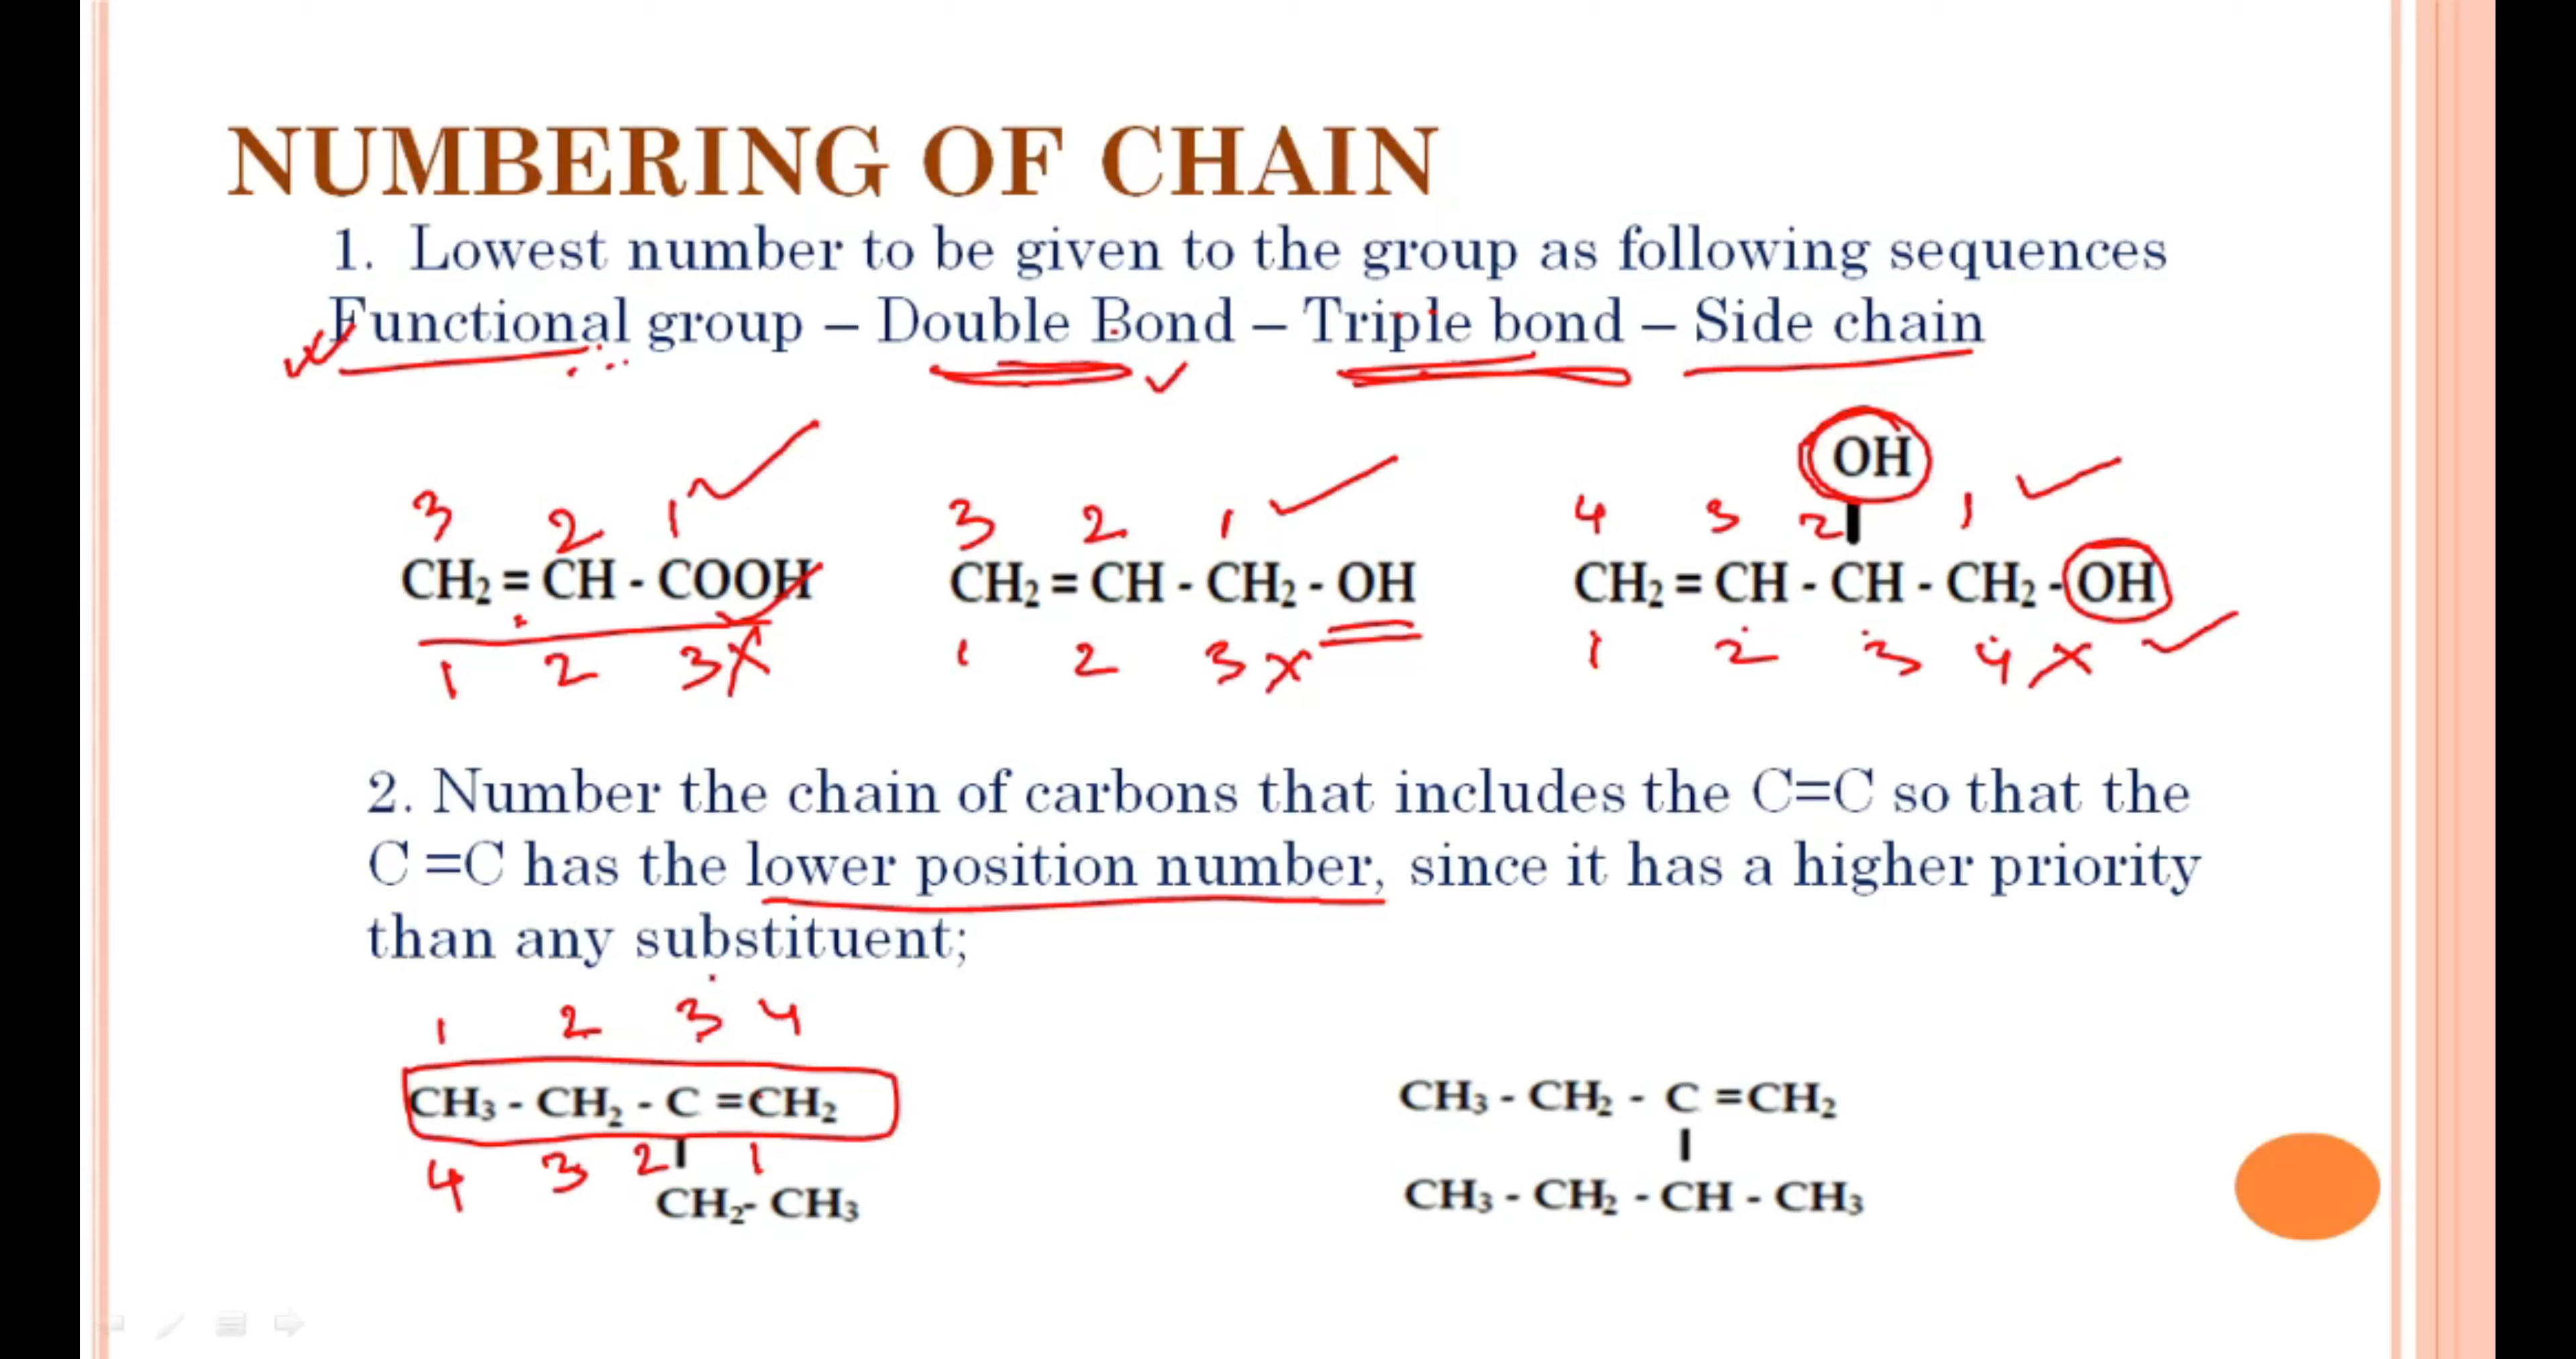 NUMBERING OF CHAIN
1. Lowest number to be given to the group as following sequences
Functional group – Double Bond – Triple bond – Side chain
OH
3 2 1
3 2 1
4 3 2 1
CH₂ = CH - COOH
CH₂ = CH - CH₂ - OH
CH₂ = CH - CH - CH₂ - OH
1 2 3 x
1 2 3 x
1 2 3 4 x
2. Number the chain of carbons that includes the C=C so that the
C =C has the lower position number, since it has a higher priority
than any substituent;
1 2 3 4
CH₃ - CH₂ - C =CH₂
4 3 2 1
CH₂- CH₃
CH₃ - CH₂ - C =CH₂
CH₃ - CH₂ - CH - CH₃